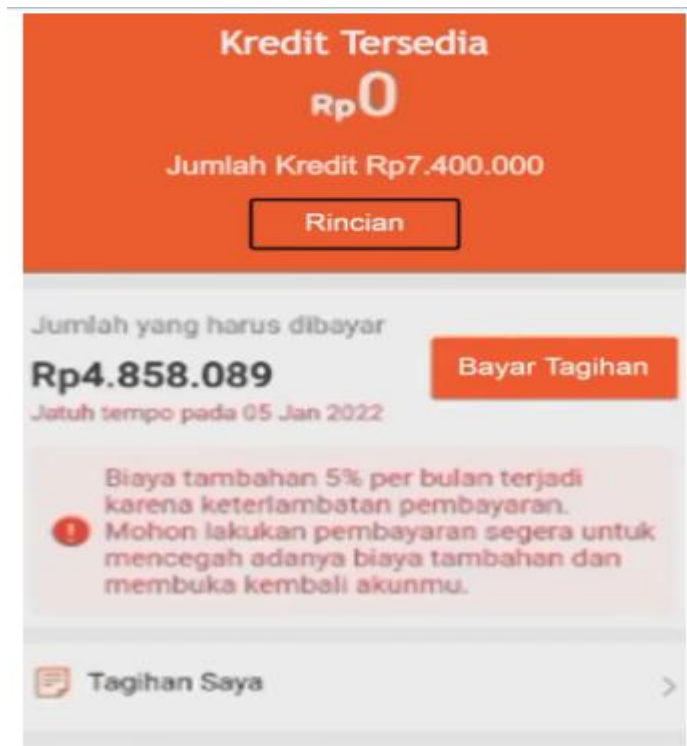 Kredit Tersedia
Rp0
Jumlah Kredit Rp7.400.000
Rincian
Jumlah yang harus dibayar
Rp4.858.089
Bayar Tagihan
Jatuh tempo pada 05 Jan 2022
Biaya tambahan 5% per bulan terjadi
karena keterlambatan pembayaran.
Mohon lakukan pembayaran segera untuk
mencegah adanya biaya tambahan dan
membuka kembali akunmu.
Tagihan Saya